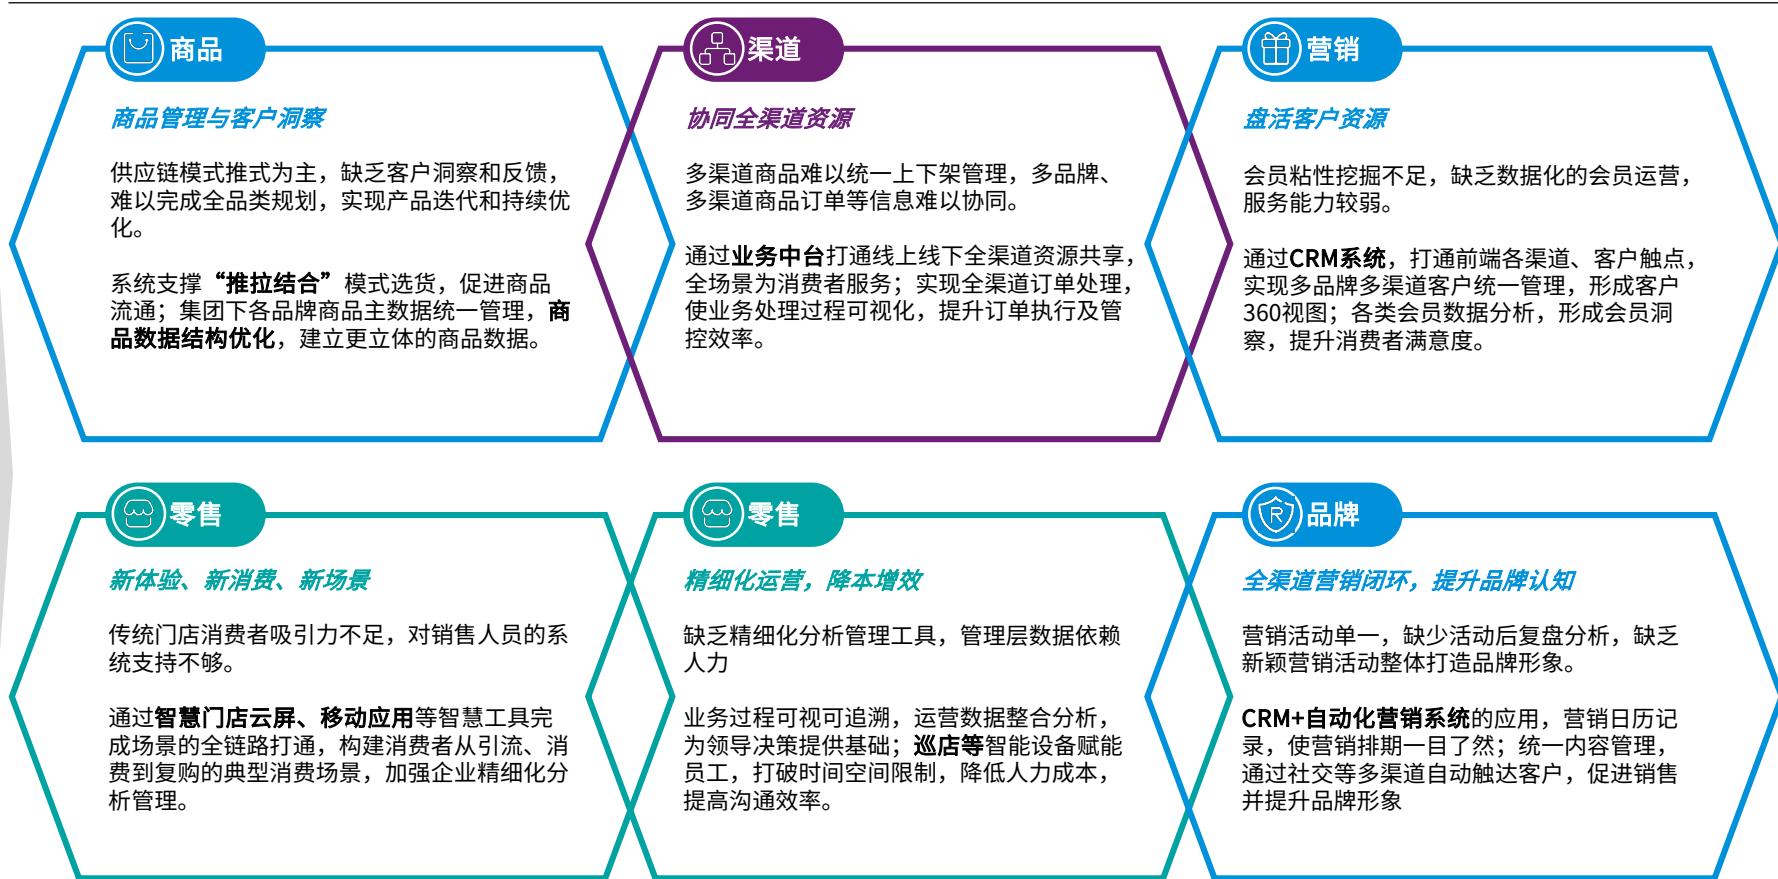 商品
商品管理与客户洞察
供应链模式推式为主，缺乏客户洞察和反馈，
难以完成全品类规划，实现产品迭代和持续优
化。
系统支撑“推拉结合”模式选货，促进商品
流通；集团下各品牌商品主数据统一管理，商
品数据结构优化，建立更立体的商品数据。
渠道
协同全渠道资源
多渠道商品难以统一上下架管理，多品牌、
多渠道商品订单等信息难以协同。
通过业务中台打通线上线下全渠道资源共享，
全场景为消费者服务；实现全渠道订单处理，
使业务处理过程可视化，提升订单执行及管
控效率。
营销
盘活客户资源
会员粘性挖掘不足，缺乏数据化的会员运营，
服务能力较弱。
通过CRM系统，打通前端各渠道、客户触点，
实现多品牌多渠道客户统一管理，形成客户
360视图；各类会员数据分析，形成会员洞
察，提升消费者满意度。
零售
新体验、新消费、新场景
传统门店消费者吸引力不足，对销售人员的系
统支持不够。
通过智慧门店云屏、移动应用等智慧工具完
成场景的全链路打通，构建消费者从引流、消
费到复购的典型消费场景，加强企业精细化分
析管理。
零售
精细化运营，降本增效
缺乏精细化分析管理工具，管理层数据依赖
人力
业务过程可视可追溯，运营数据整合分析，
为领导决策提供基础；巡店等智能设备赋能
员工，打破时间空间限制，降低人力成本，
提高沟通效率。
R
品牌
全渠道营销闭环，提升品牌认知
营销活动单一，缺少活动后复盘分析，缺乏
新颖营销活动整体打造品牌形象。
CRM+自动化营销系统的应用，营销日历记
录，使营销排期一目了然；统一内容管理，
通过社交等多渠道自动触达客户，促进销售
并提升品牌形象